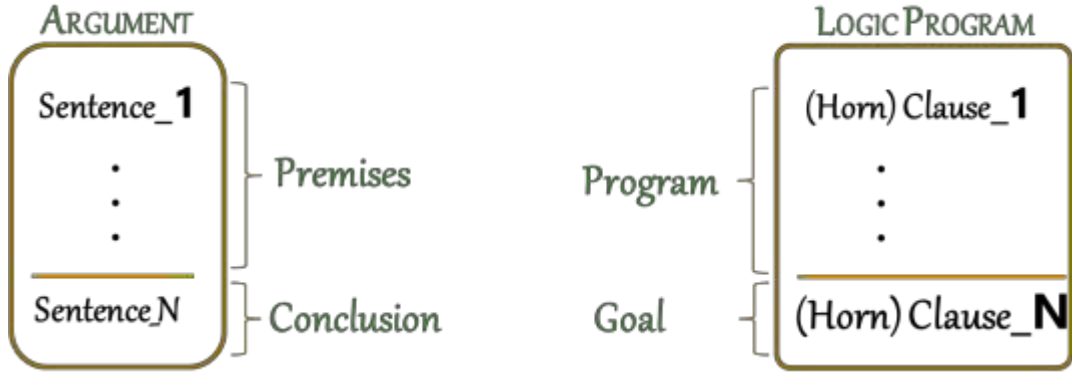 ARGUMENT
Sentence_1
Premises
Sentence_N
Conclusion
LOGIC PROGRAM
(Horn) Clause_1
Program
Goal
(Horn) Clause_N